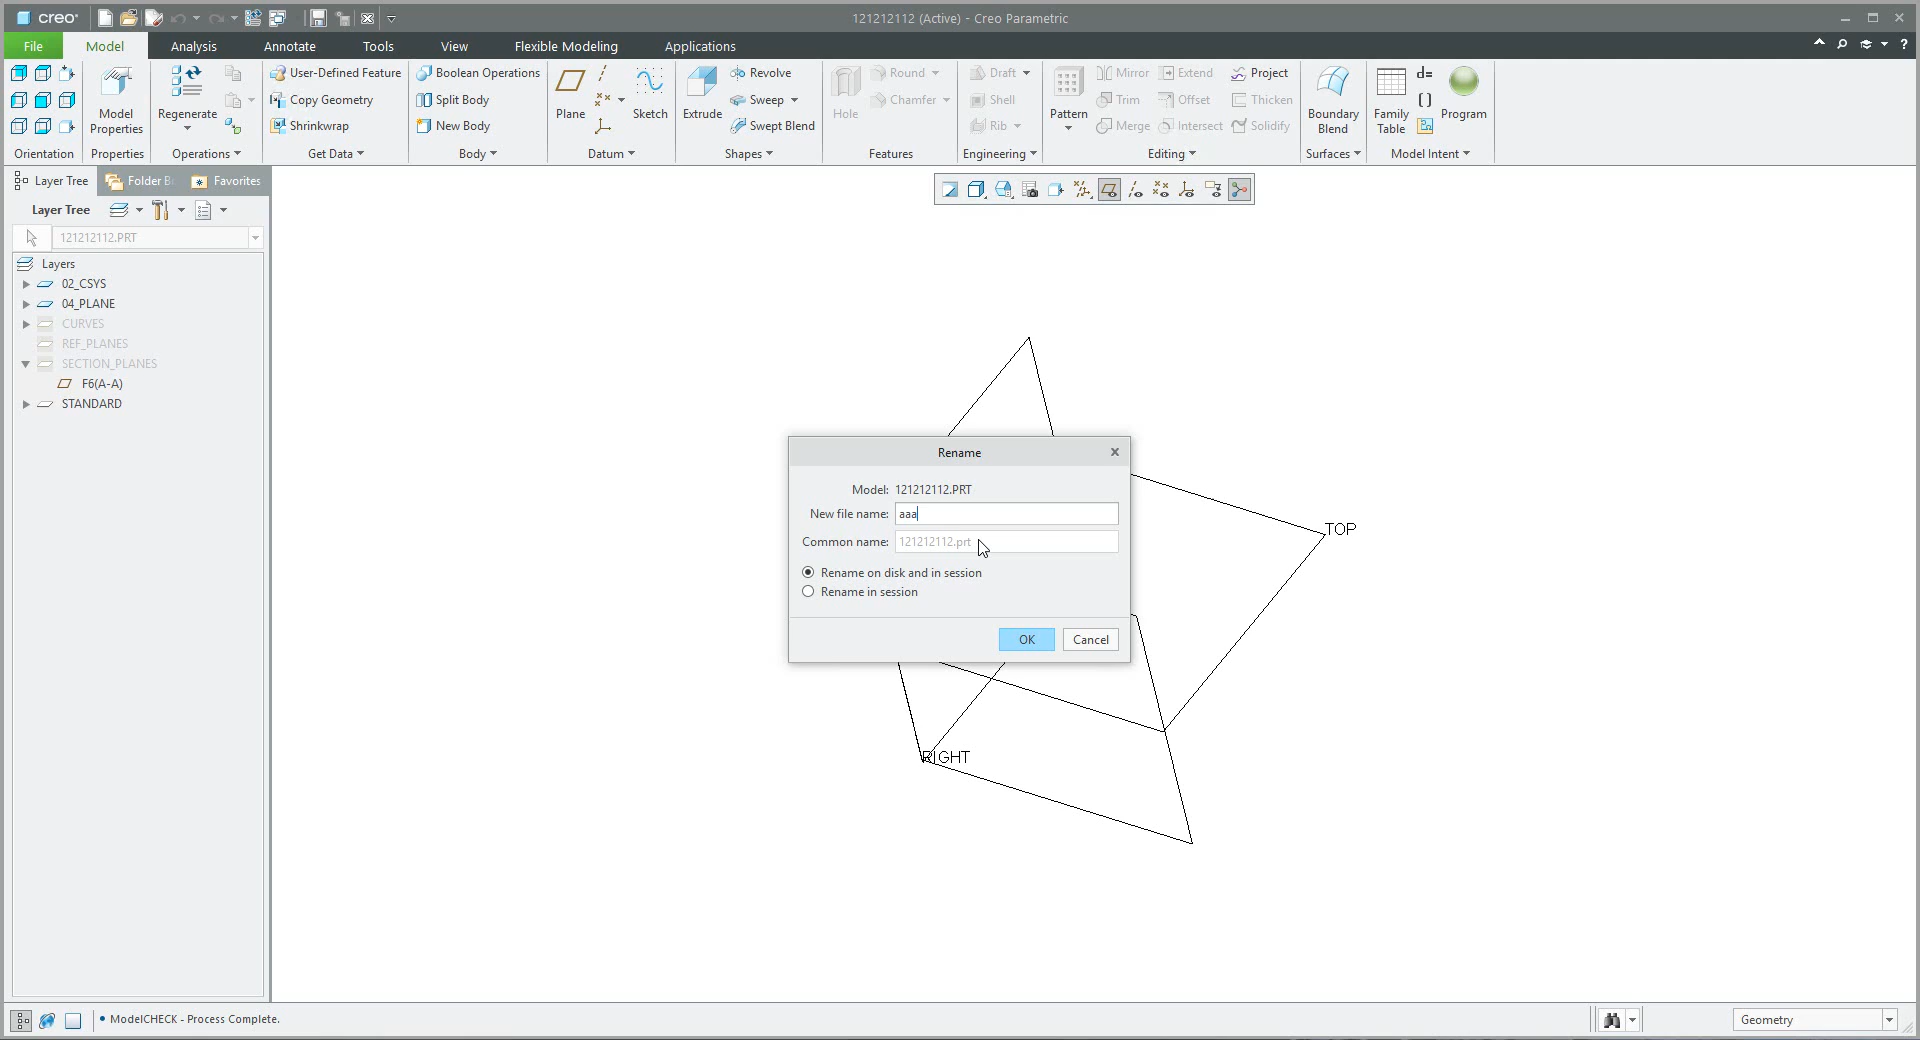 creo®
121212112 (Active) - Creo Parametric
File
Model
Analysis
Annotate
Tools
View
Flexible Modeling
Applications
Model
Properties
Regenerate
User-Defined Feature
Copy Geometry
Shrinkwrap
Boolean Operations
Split Body
New Body
Plane
Sketch
Extrude
Revolve
Sweep
Swept Blend
Hole
Round
Chamfer
Draft
Shell
Rib
Pattern
Mirror
Trim
Merge
Extend
Offset
Intersect
Project
Thicken
Solidify
Boundary
Blend
Family
Table
d=
[ ]
Program
Orientation
Properties
Operations
Get Data
Body
Datum
Shapes
Features
Engineering
Editing
Surfaces
Model Intent
Layer Tree
Folder B
Favorites
Layer Tree
121212112.PRT
Layers
02_CSYS
04_PLANE
CURVES
REF_PLANES
SECTION_PLANES
F6(A-A)
STANDARD
Rename
Model: 121212112.PRT
New file name: aaa
Common name: 121212112.prt
Rename on disk and in session
Rename in session
OK
Cancel
TOP
RIGHT
• ModelCHECK - Process Complete.
Geometry